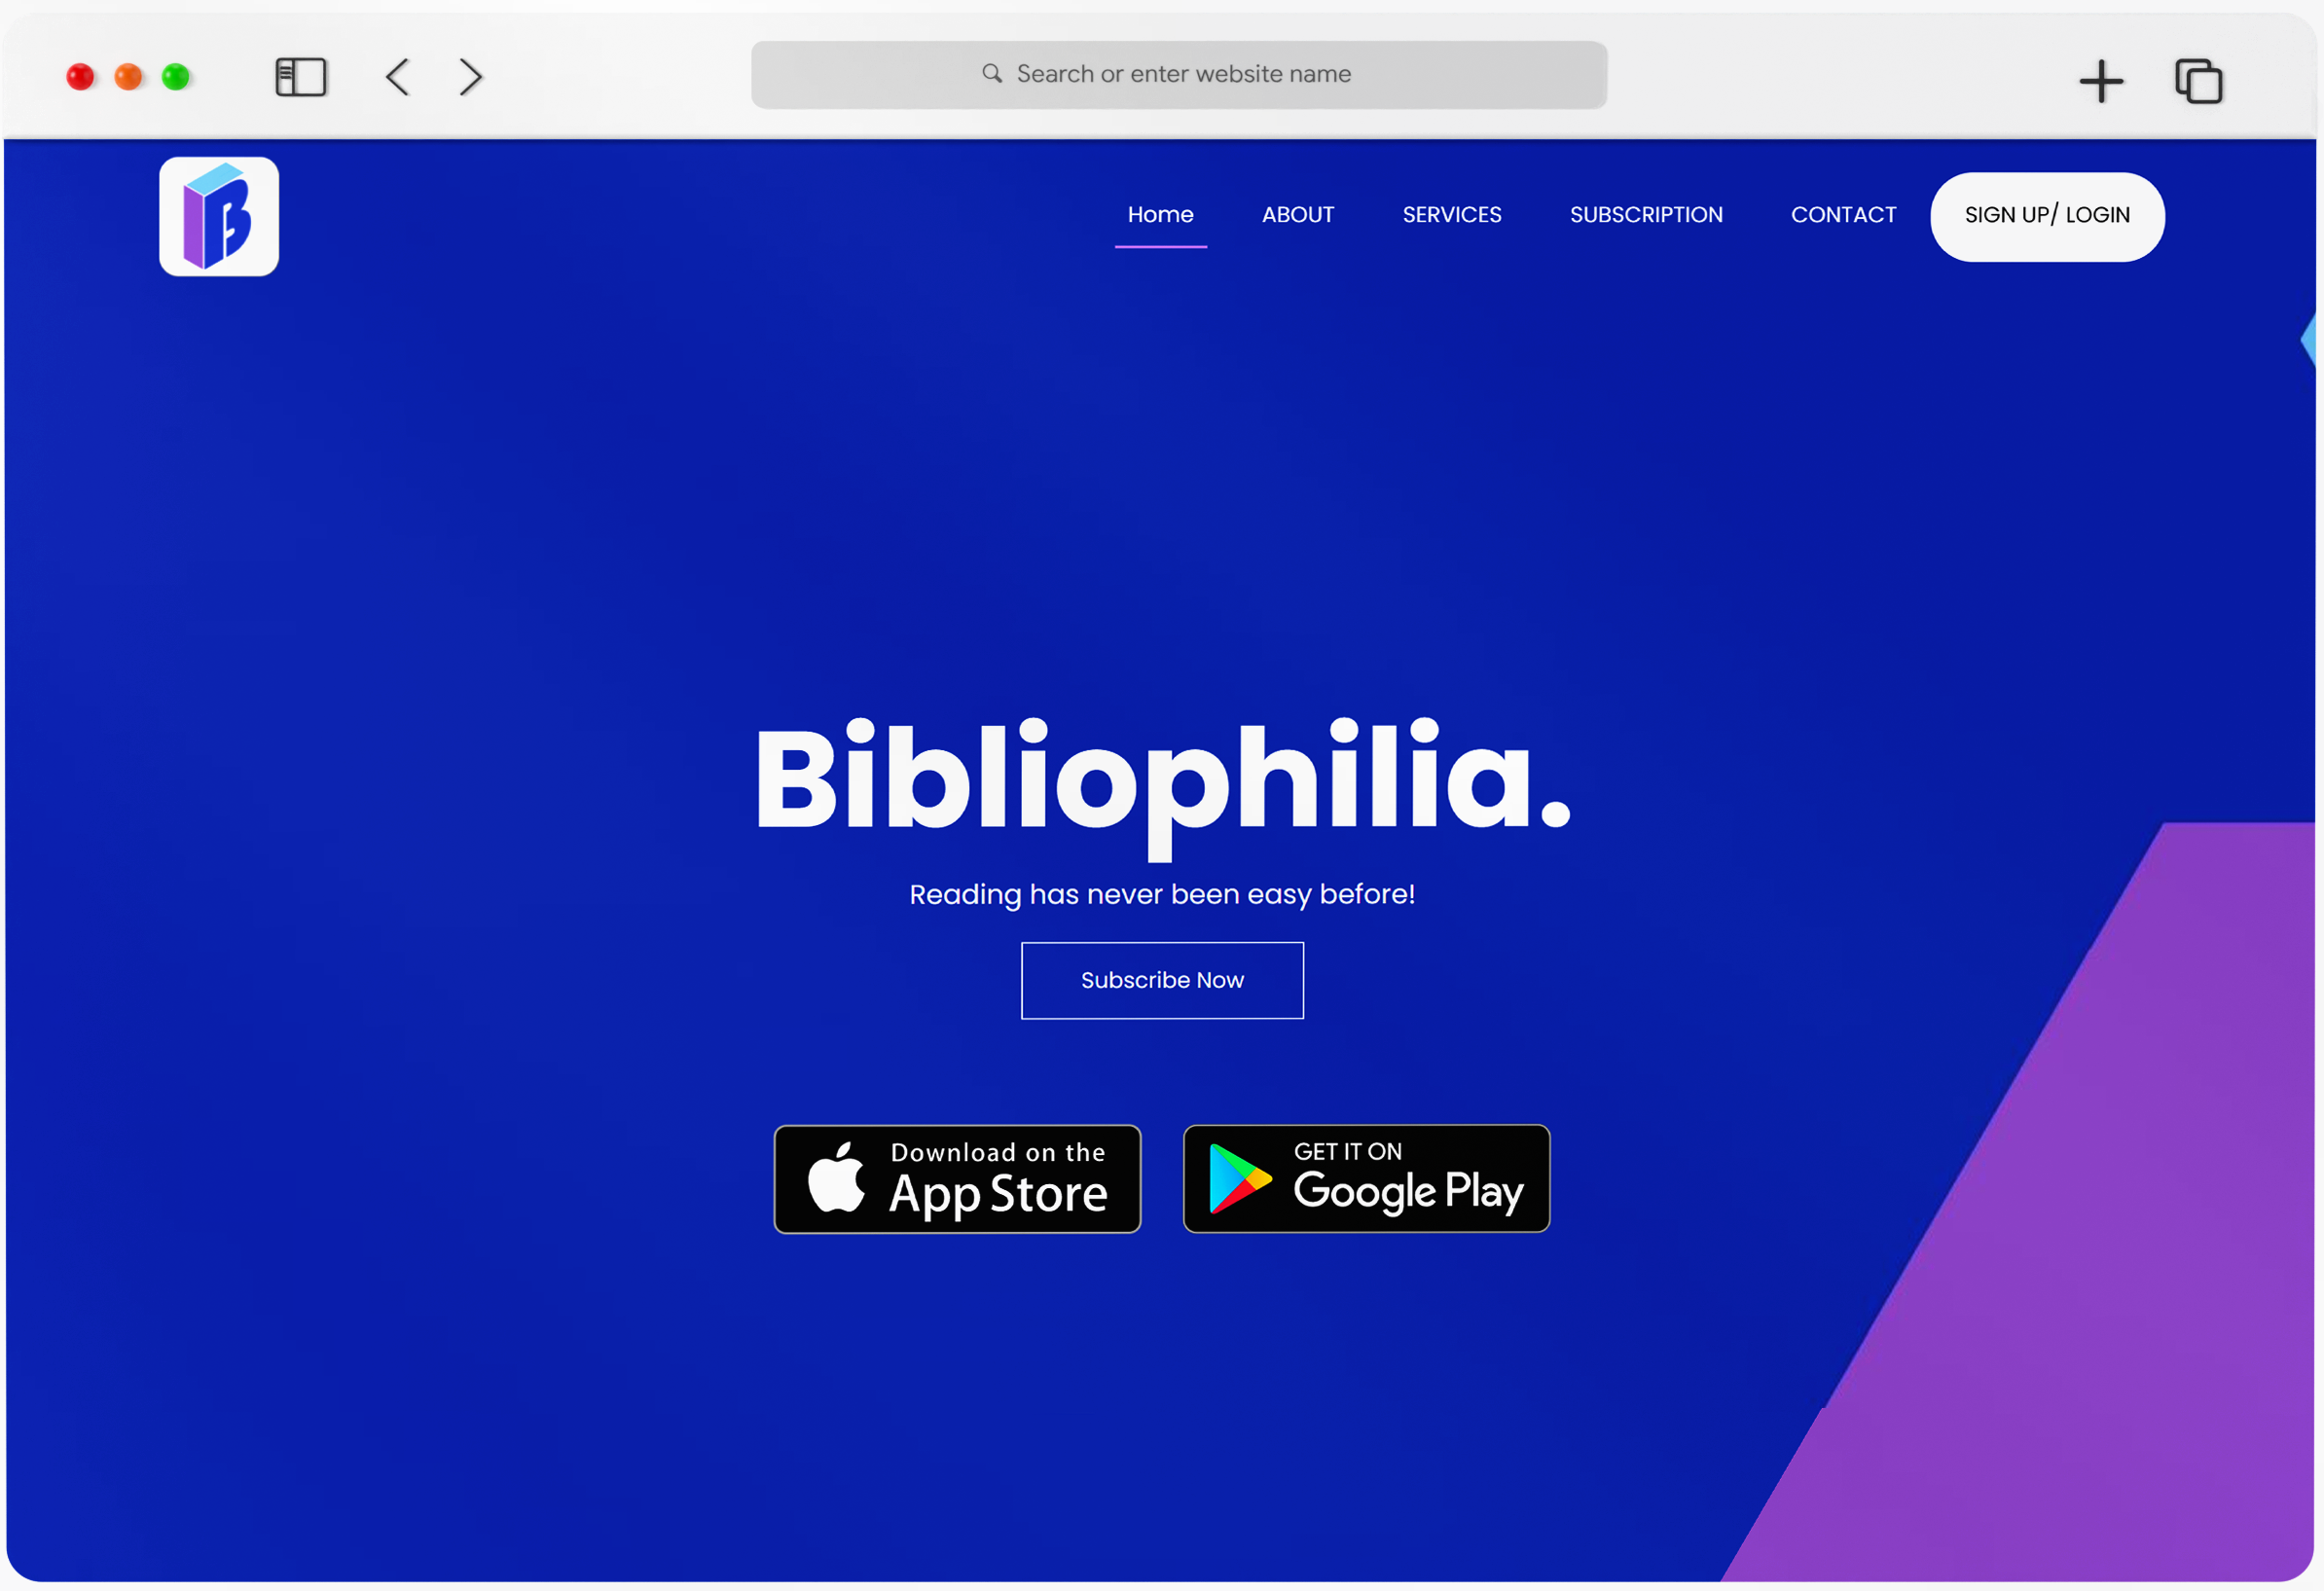 Search or enter website name
B
Home ABOUT SERVICES SUBSCRIPTION CONTACT SIGN UP/ LOGIN
Bibliophilia.
Reading has never been easy before!
Subscribe Now
Download on the
App Store
GET IT ON
Google Play